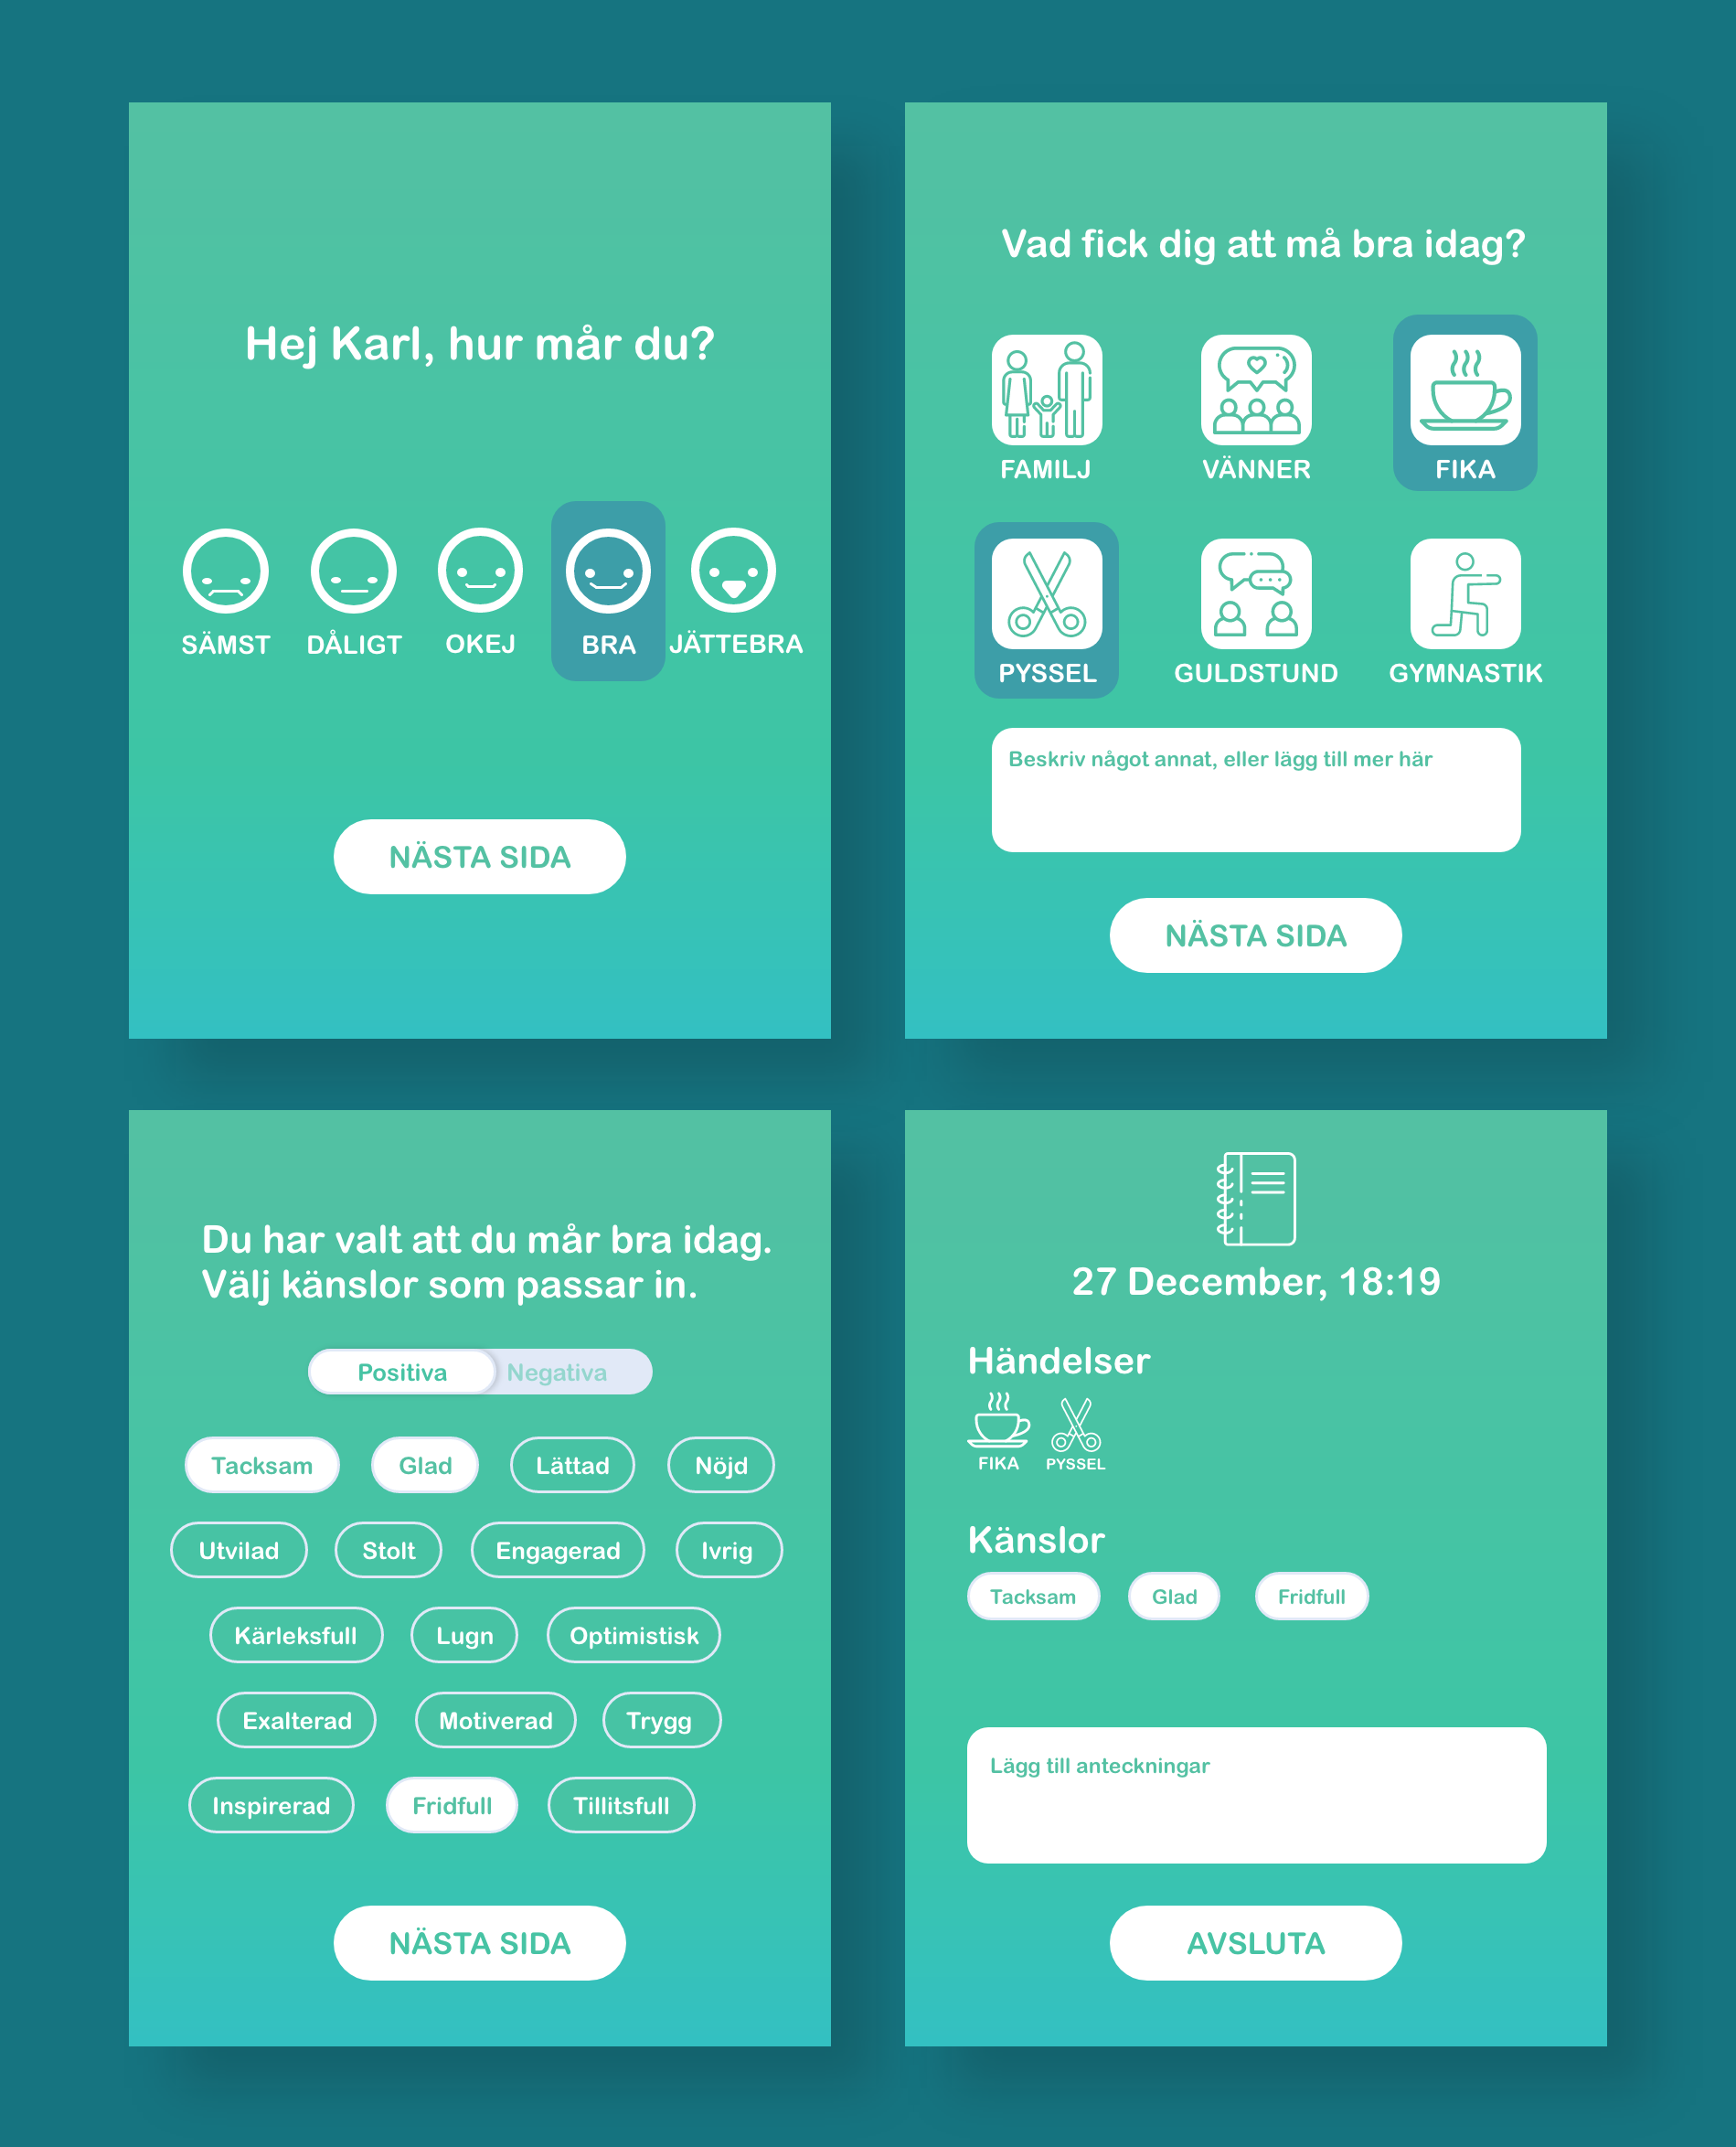 Hej Karl, hur mår du?
SÄMST DÅLIGT OKEJ BRA JÄTTEBRA
NÄSTA SIDA
Vad fick dig att må bra idag?
FAMILJ VÄNNER FIKA
PYSSEL GULDSTUND GYMNASTIK
Beskriv något annat, eller lägg till mer här
NÄSTA SIDA
Du har valt att du mår bra idag.
Välj känslor som passar in.
Positiva Negativa
Tacksam Glad Lättad Nöjd
Utvilad Stolt Engagerad Ivrig
Kärleksfull Lugn Optimistisk
Exalterad Motiverad Trygg
Inspirerad Fridfull Tillitsfull
NÄSTA SIDA
27 December, 18:19
Händelser
FIKA PYSSEL
Känslor
Tacksam Glad Fridfull
Lägg till anteckningar
AVSLUTA